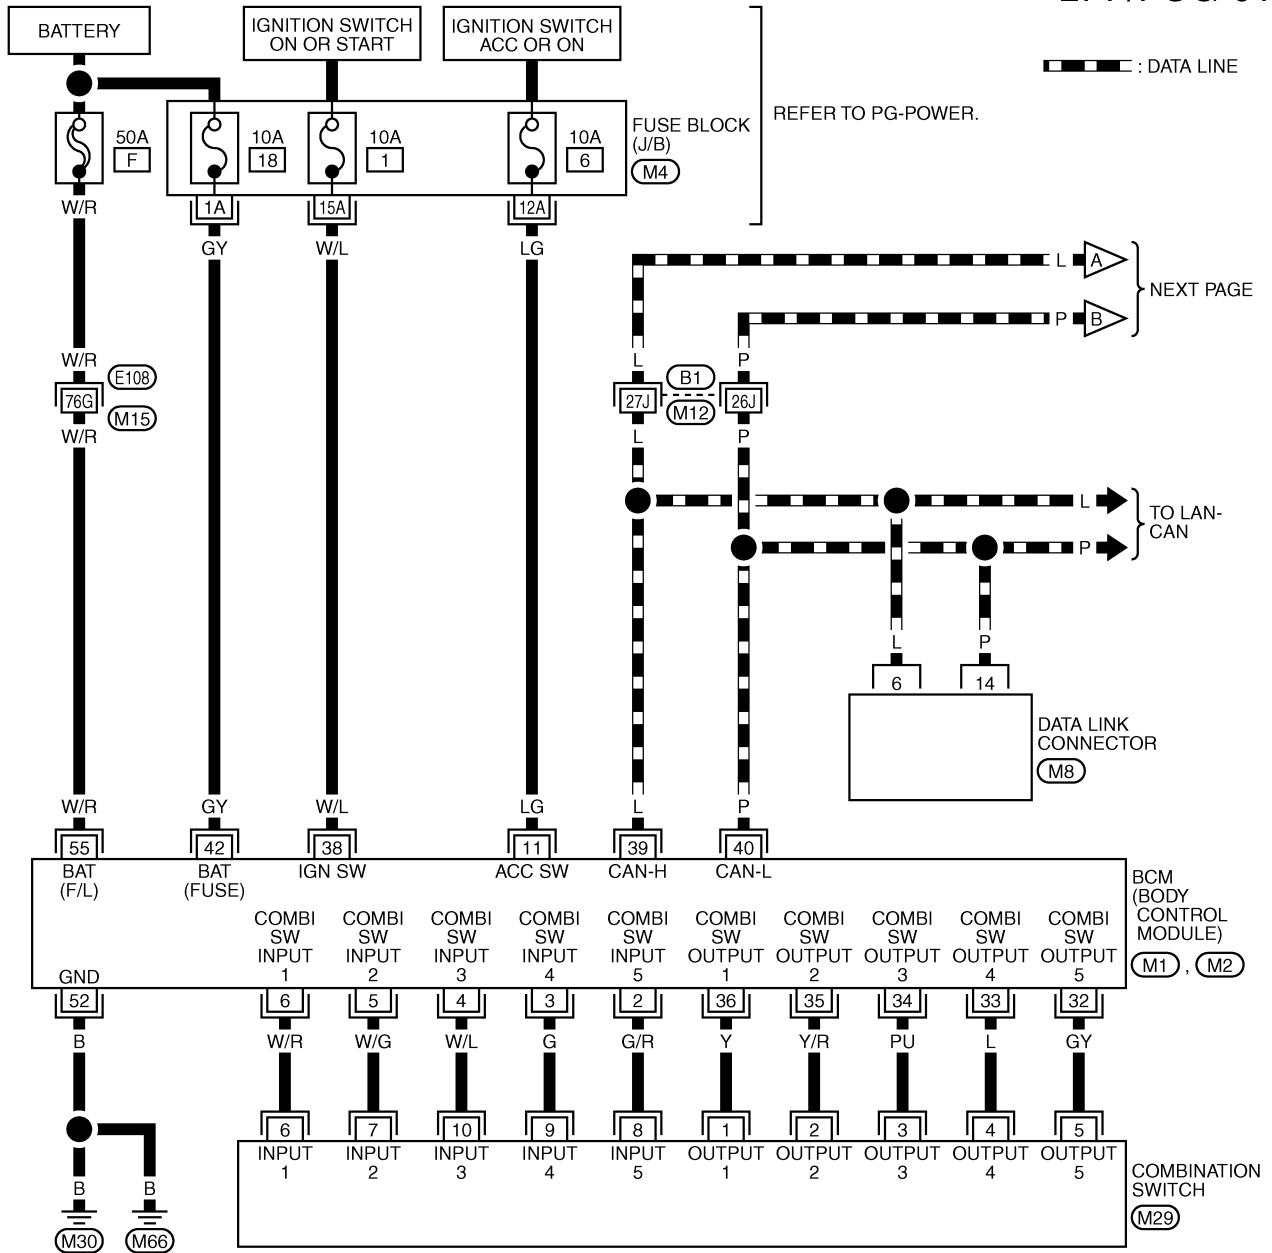 BATTERY
IGNITION SWITCH
ON OR START
IGNITION SWITCH
ACC OR ON
: DATA LINE
REFER TO PG-POWER.
50A
F
10A
18
10A
1
10A
6
FUSE BLOCK
(J/B)
M4
W/R
1A
15A
12A
GY
W/L
LG
L
A
NEXT PAGE
P
B
W/R
L
P
E108
B1
76G
27J
26J
M15
M12
W/R
L
P
L
TO LAN-
CAN
P
L
P
6
14
DATA LINK
CONNECTOR
M8
W/R
GY
W/L
LG
L
P
55
42
38
11
39
40
BAT
(F/L)
BAT
(FUSE)
IGN SW
ACC SW
CAN-H
CAN-L
BCM
(BODY
CONTROL
MODULE)
M1 , M2
COMBI
SW
INPUT
1
COMBI
SW
INPUT
2
COMBI
SW
INPUT
3
COMBI
SW
INPUT
4
COMBI
SW
INPUT
5
COMBI
SW
OUTPUT
1
COMBI
SW
OUTPUT
2
COMBI
SW
OUTPUT
3
COMBI
SW
OUTPUT
4
COMBI
SW
OUTPUT
5
GND
52
6
5
4
3
2
36
35
34
33
32
B
W/R
W/G
W/L
G
G/R
Y
Y/R
PU
L
GY
6
7
10
9
8
1
2
3
4
5
INPUT
1
INPUT
2
INPUT
3
INPUT
4
INPUT
5
OUTPUT
1
OUTPUT
2
OUTPUT
3
OUTPUT
4
OUTPUT
5
COMBINATION
SWITCH
M29
B
B
M30
M66